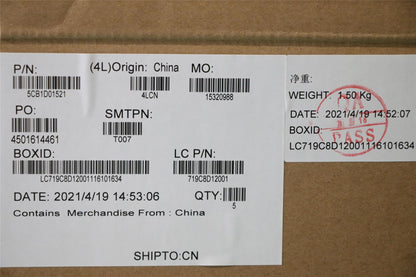 P/N: (4L)Origin: China MO:
5CB1D01521 4LCN 15320988
PO: SMTPN:
4501614461 T007
BOXID: LC P/N:
LC719C8D12001116101634 719C8D12001
DATE: 2021/4/19 14:53:06 QTY:
5
Contains Merchandise From : China
SHIPTO:CN
净重:
WEIGHT: 1.50 Kg
DATE: 2021/4/19 14:52:07
BOXID:
LC719C8D12001116101634
PASS